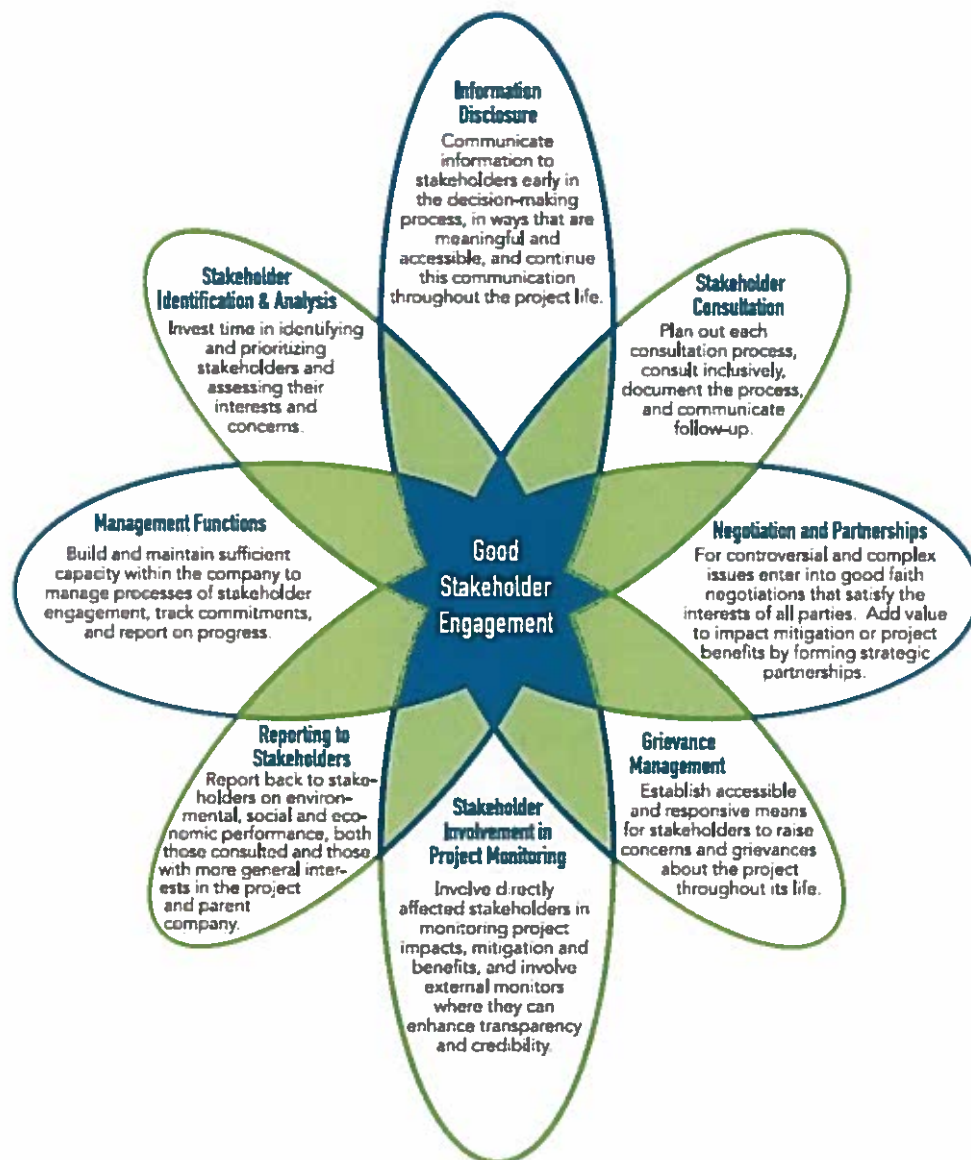 Information
Disclosure
Communicate
information to
stakeholders early in
the decision-making
process, in ways that are
meaningful and
accessible, and continue
this communication
throughout the project life.
Stakeholder
Identification & Analysis
Invest time in identifying
and prioritizing
stakeholders and
assessing their
interests and
concerns.
Stakeholder
Consultation
Plan out each
consultation process,
consult inclusively,
document the process,
and communicate
follow-up.
Management Functions
Build and maintain sufficient
capacity within the company to
manage processes of stakeholder
engagement, track commitments,
and report on progress.
Good
Stakeholder
Engagement
Negotiation and Partnerships
For controversial and complex
issues enter into good faith
negotiations that satisfy the
interests of all parties. Add value
to impact mitigation or project
benefits by forming strategic
partnerships.
Reporting to
Stakeholders
Report back to stake-
holders on environ-
mental, social and eco-
nomic performance, both
those consulted and those
with more general inter-
ests in the project
and parent
company.
Stakeholder
Involvement in
Project Monitoring
Involve directly
affected stakeholders in
monitoring project
impacts, mitigation and
benefits, and involve
external monitors
where they can
enhance transparency
and credibility.
Grievance
Management
Establish accessible
and responsive means
for stakeholders to raise
concerns and grievances
about the project
throughout its life.